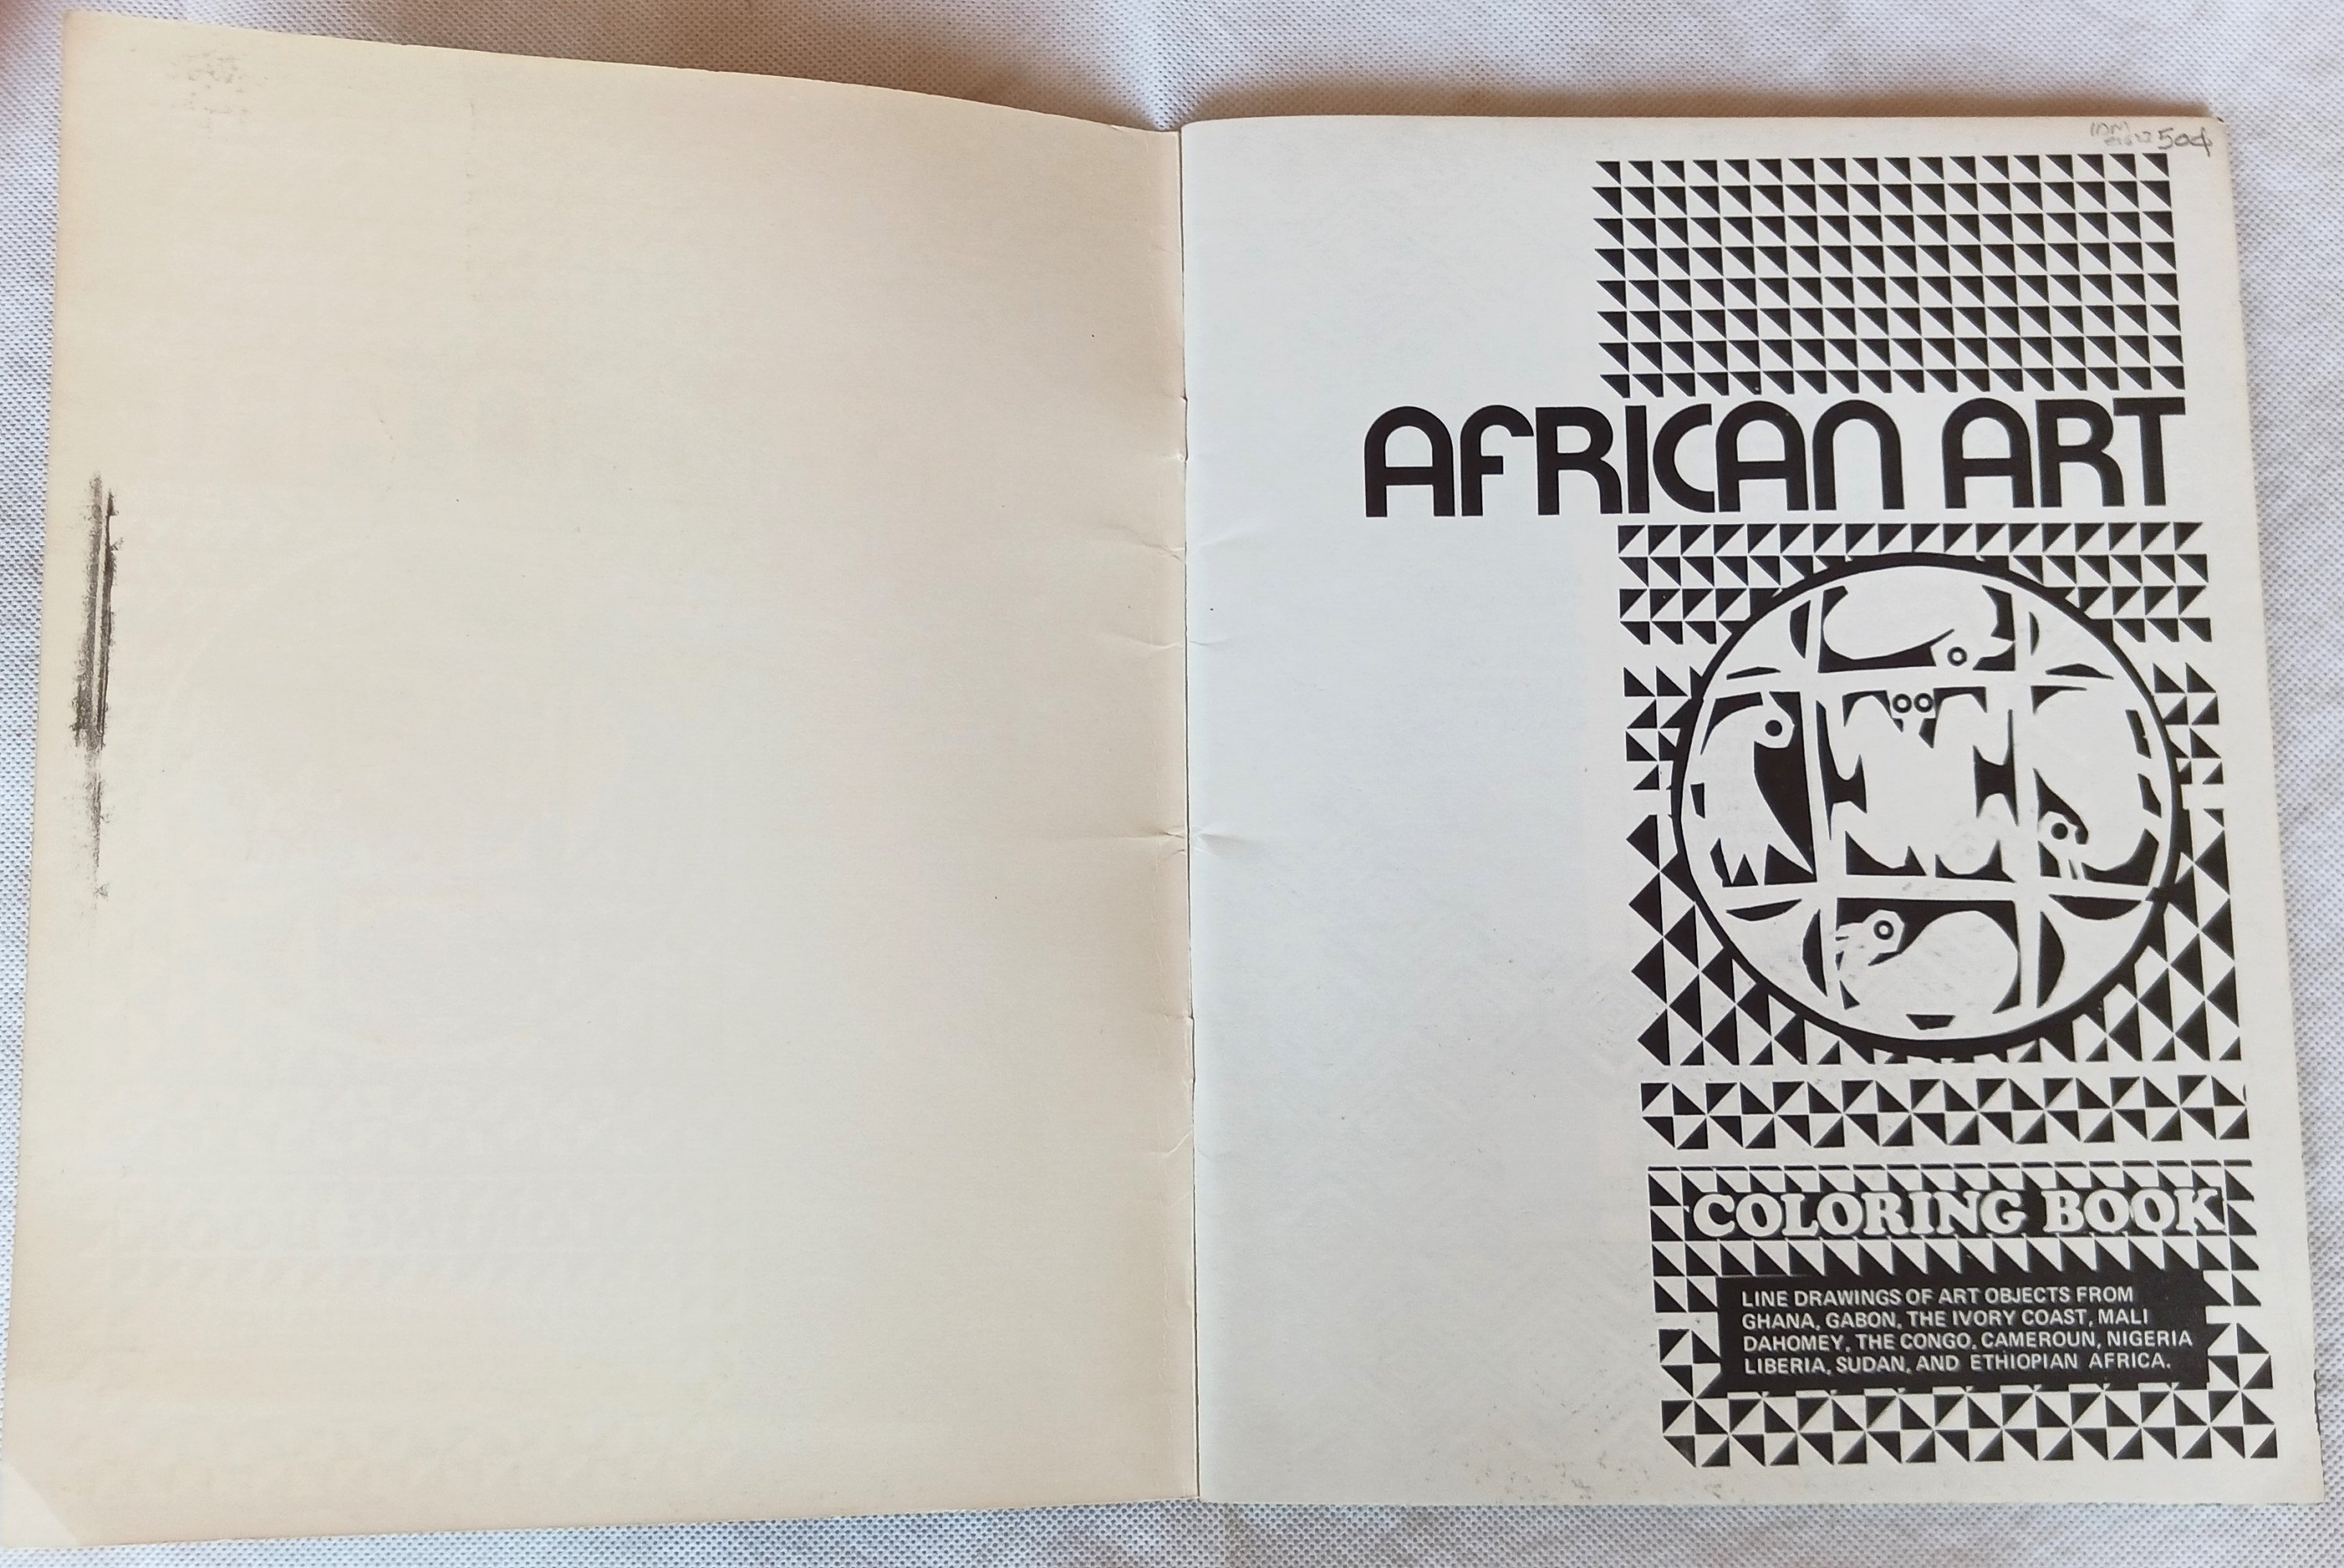 50¢
AFRICAN ART
COLORING BOOK
LINE DRAWINGS OF ART OBJECTS FROM
GHANA, GABON, THE IVORY COAST, MALI
DAHOMEY, THE CONGO, CAMEROUN, NIGERIA
LIBERIA, SUDAN, AND ETHIOPIAN AFRICA.